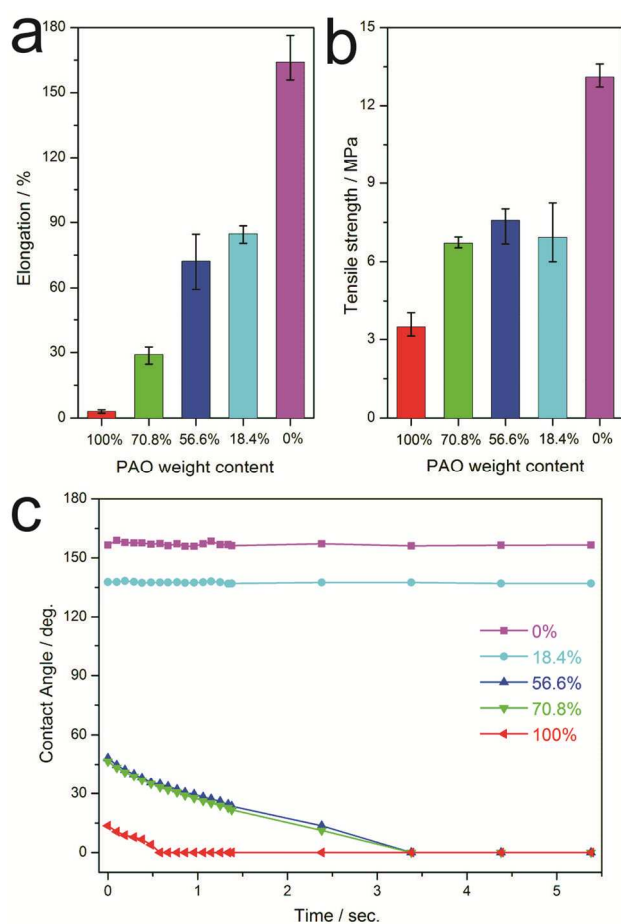 a
Elongation / %
180
150
120
90
60
30
0
100% 70.8% 56.6% 18.4% 0%
PAO weight content
b
Tensile strength / MPa
15
12
9
6
3
0
100% 70.8% 56.6% 18.4% 0%
PAO weight content
c
Contact Angle / deg.
180
150
120
90
60
30
0
0%
18.4%
56.6%
70.8%
100%
0 1 2 3 4 5
Time / sec.